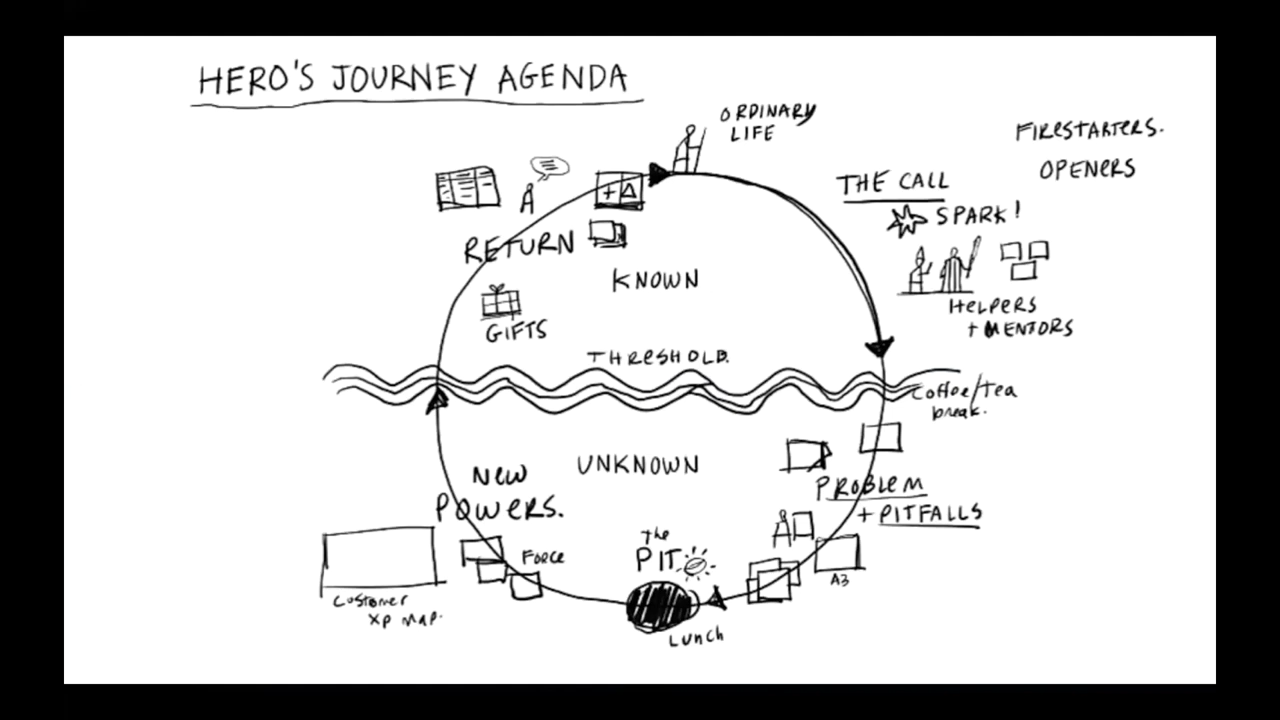 HERO'S JOURNEY AGENDA
ORDINARY
LIFE
FIRESTARTERS.
OPENERS
THE CALL
SPARK!
HELPERS
+ MENTORS
RETURN
KNOWN
GIFTS
THRESHOLD.
Coffee/Tea
break.
UNKNOWN
PROBLEM
+ PITFALLS
A3
New
POWERS.
The
PIT
Lunch
FORCE
Customer
XP Map.